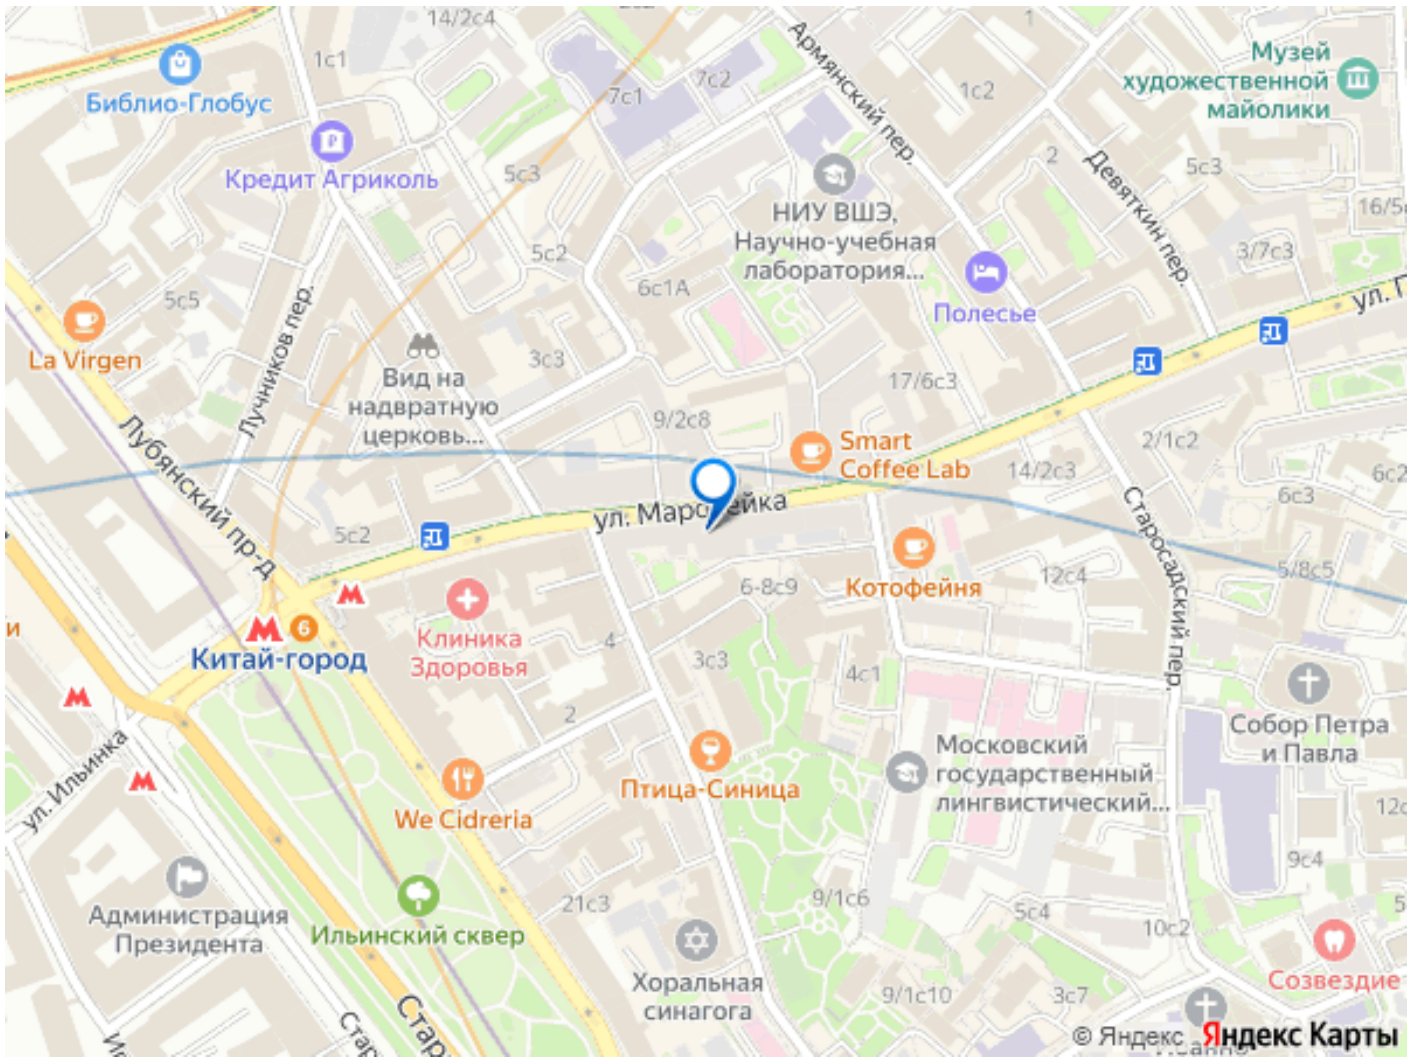 14/2с4
1с1
Библио-Глобус
7с2
7с1
Армянский пер.
1
1с2
Музей
художественной
майолики
Кредит Агриколь
5с3
2
5с3
Девяткин пер.
16/5
НИУ ВШЭ,
Научно-учебная
лаборатория...
5с2
3/7с3
6с1А
5с5
Полесье
La Virgen
Лучников пер.
Вид на
надвратную
церковь...
3с3
17/6с3
9/2с8
Smart
Coffee Lab
2/1с2
14/2с3
6с2
6с3
Лубянский пр-д
5с2
ул. Маросейка
Старосадский пер.
Котофейня
12с4
5/8с5
6-8с9
6
Китай-город
Клиника
Здоровья
4
3с3
4с1
2
Собор Петра
и Павла
ул. Ильинка
Московский
государственный
лингвистический...
Птица-Синица
We Cidreria
9с4
Администрация
Президента
Ильинский сквер
21с3
9/1с6
5с4
10с2
Хоральная
синагога
9/1с10
3с7
Созвездие
© Яндекс Яндекс Карты